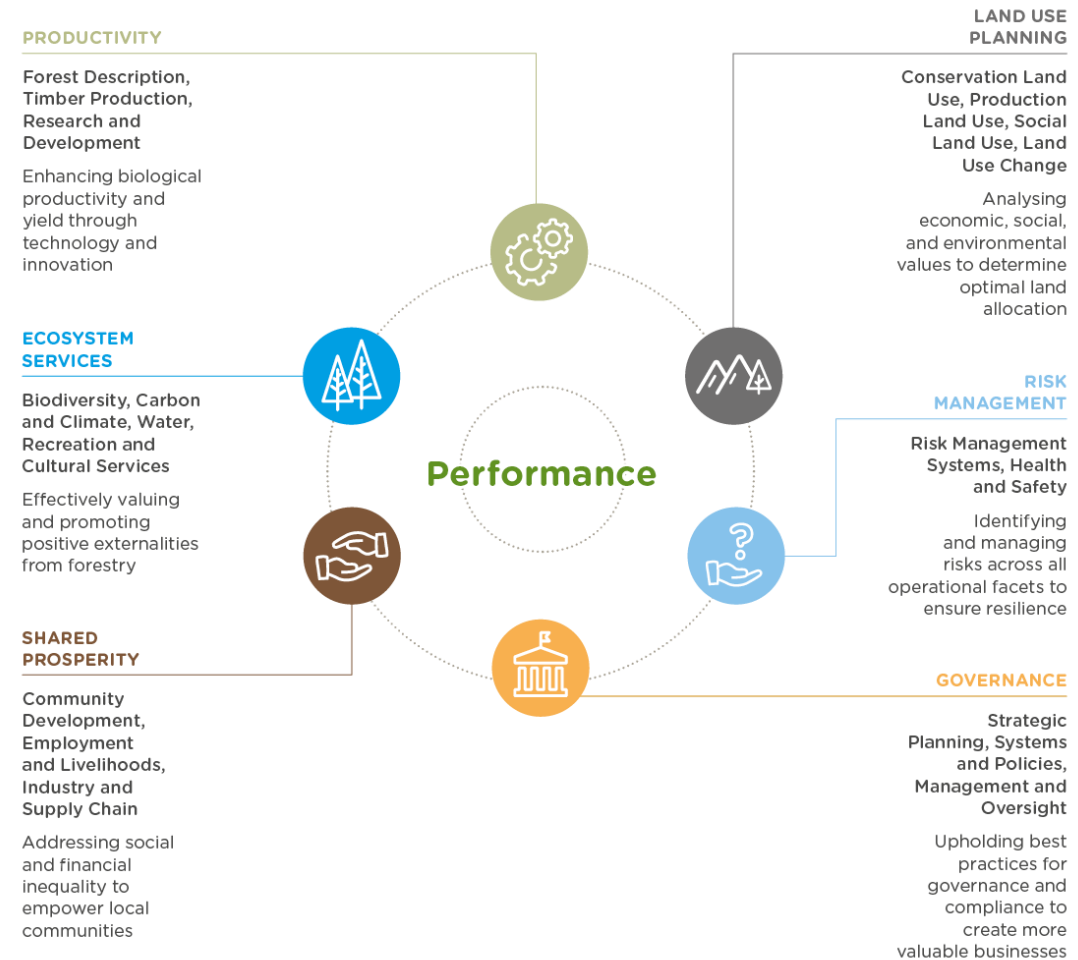 PRODUCTIVITY
Forest Description,
Timber Production,
Research and
Development
Enhancing biological
productivity and
yield through
technology and
innovation
ECOSYSTEM
SERVICES
Biodiversity, Carbon
and Climate, Water,
Recreation and
Cultural Services
Effectively valuing
and promoting
positive externalities
from forestry
SHARED
PROSPERITY
Community
Development,
Employment
and Livelihoods,
Industry and
Supply Chain
Addressing social
and financial
inequality to
empower local
communities
Performance
?
LAND USE
PLANNING
Conservation Land
Use, Production
Land Use, Social
Land Use, Land
Use Change
Analysing
economic, social,
and environmental
values to determine
optimal land
allocation
RISK
MANAGEMENT
Risk Management
Systems, Health
and Safety
Identifying
and managing
risks across all
operational facets to
ensure resilience
GOVERNANCE
Strategic
Planning, Systems
and Policies,
Management and
Oversight
Upholding best
practices for
governance and
compliance to
create more
valuable businesses